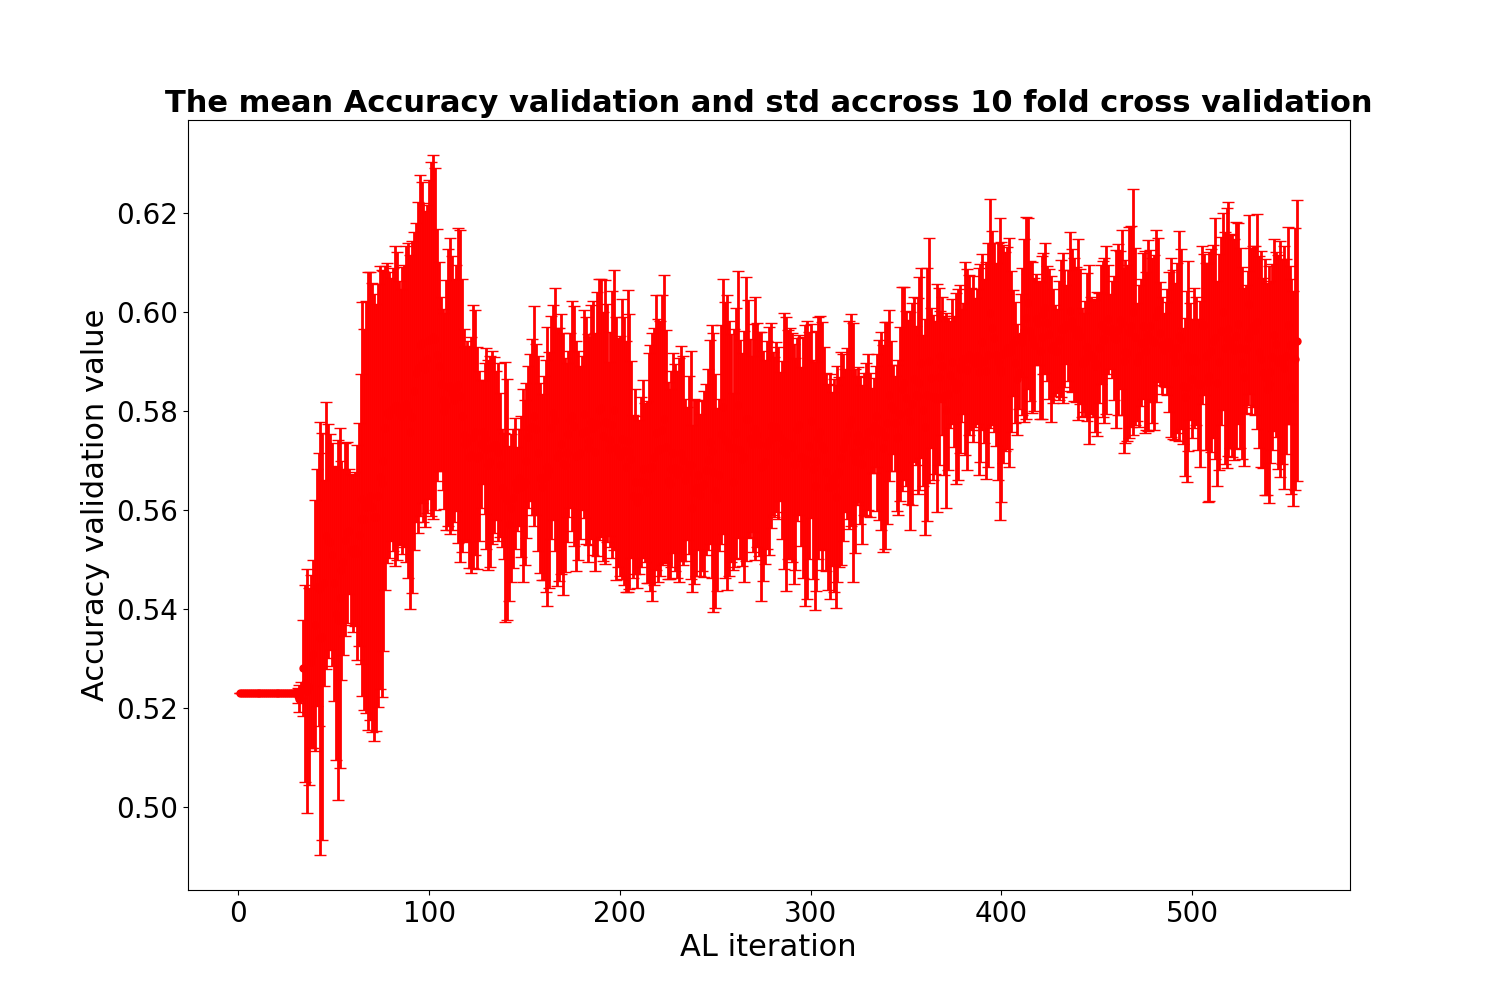 The mean Accuracy validation and std accross 10 fold cross validation
Accuracy validation value
0.62
0.60
0.58
0.56
0.54
0.52
0.50
0 100 200 300 400 500
AL iteration